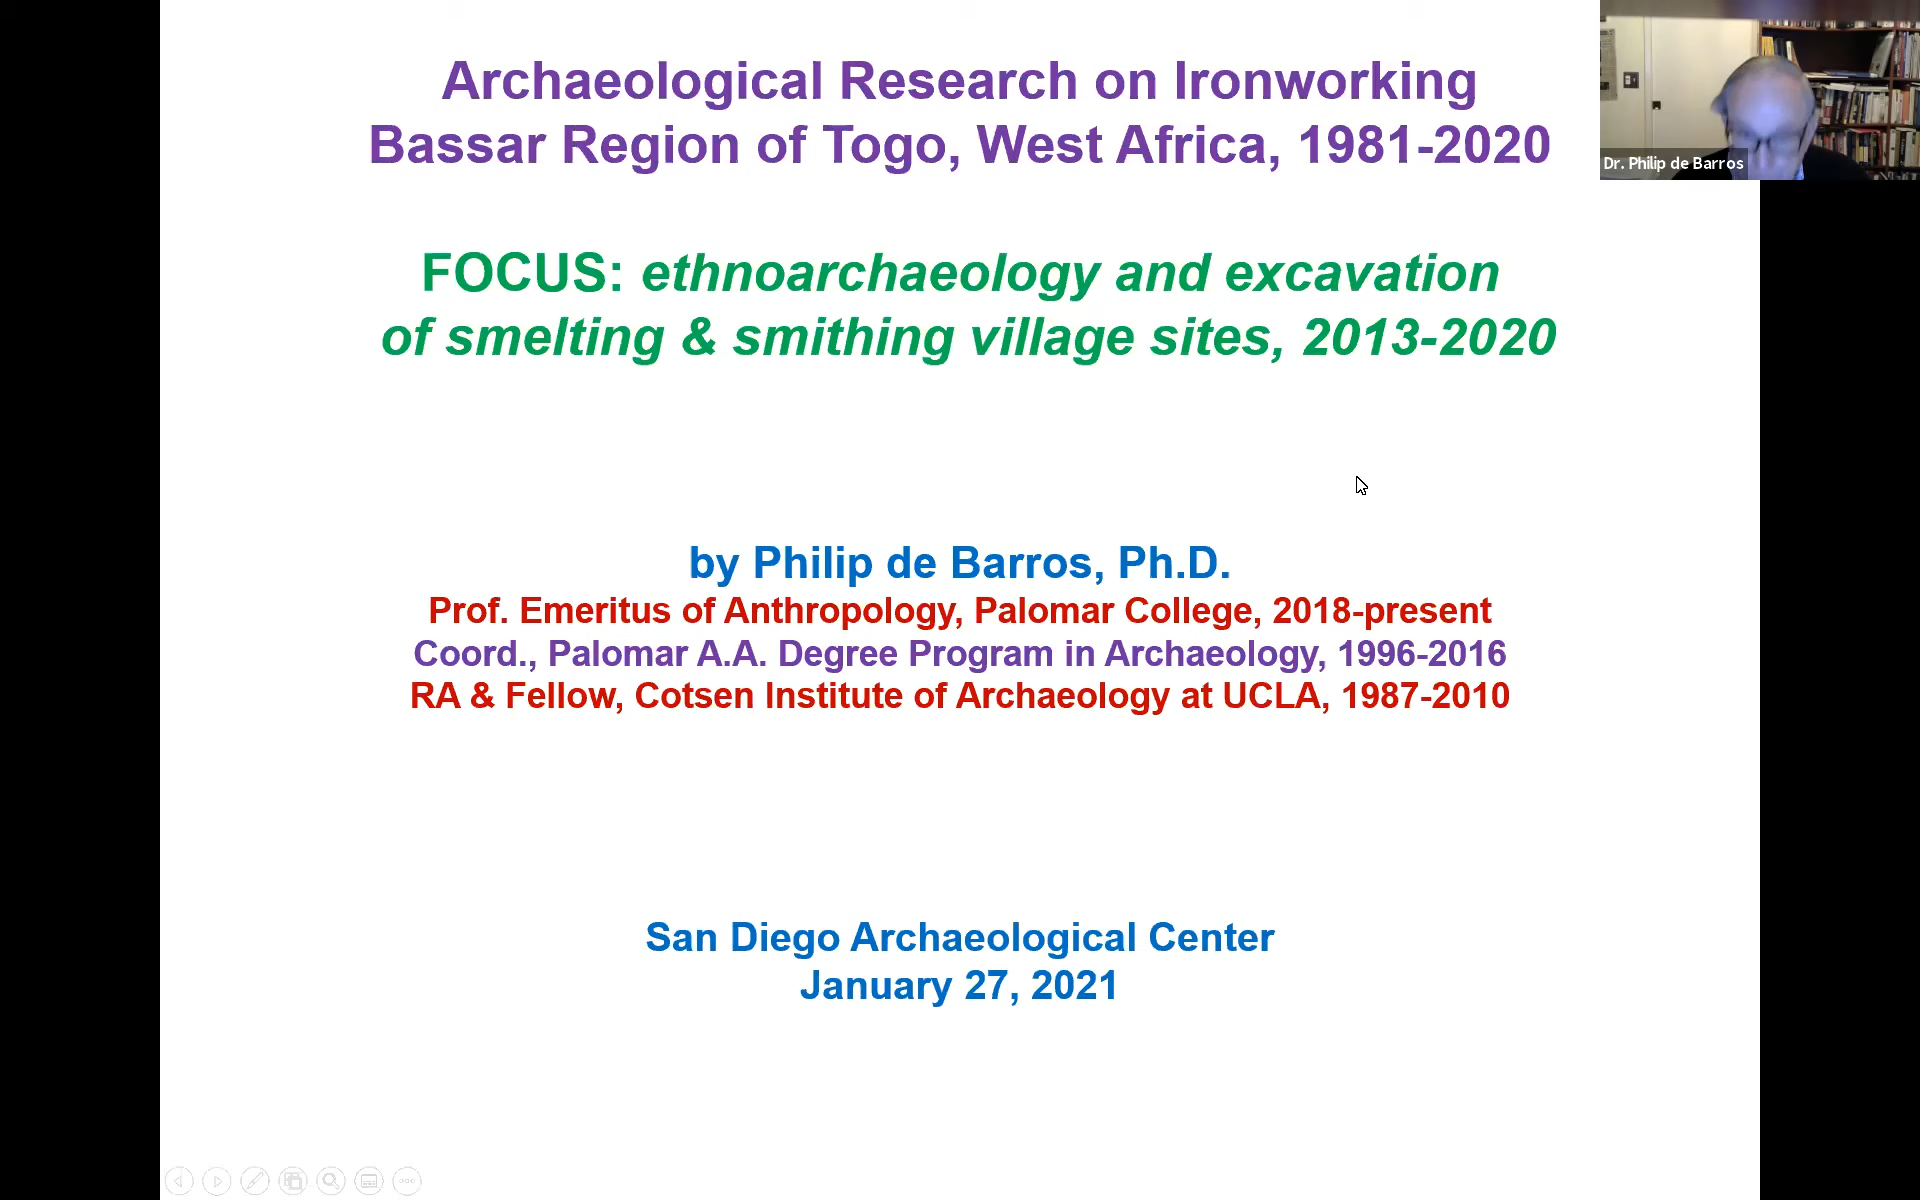 Archaeological Research on Ironworking
Bassar Region of Togo, West Africa, 1981-2020
Dr. Philip de Barros
FOCUS: ethnoarchaeology and excavation
of smelting & smithing village sites, 2013-2020
by Philip de Barros, Ph.D.
Prof. Emeritus of Anthropology, Palomar College, 2018-present
Coord., Palomar A.A. Degree Program in Archaeology, 1996-2016
RA & Fellow, Cotsen Institute of Archaeology at UCLA, 1987-2010
San Diego Archaeological Center
January 27, 2021